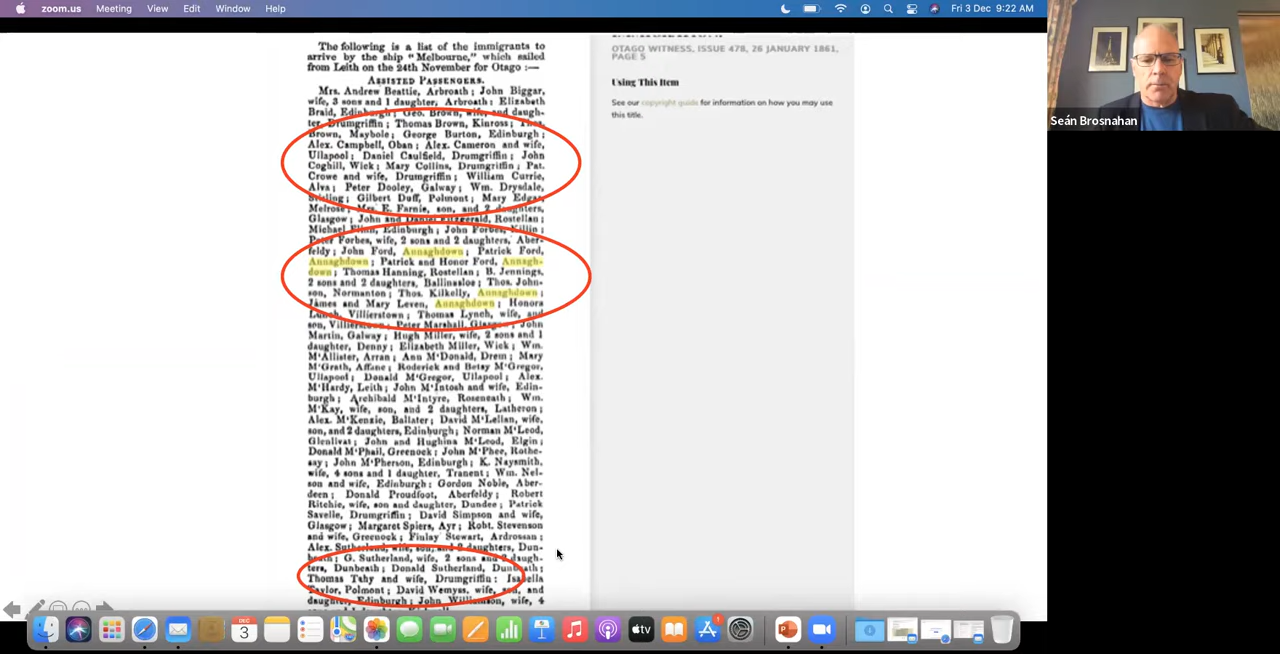 zoom.us Meeting View Edit Window Help Fri 3 Dec 9:22 AM
The following is a list of the immigrants to
arrive by the ship "Melbourne," which sailed
from Leith on the 24th November for Otago :—
ASSISTED PASSENGERS.
Mrs. Andrew Beattie, Arbroath; John Biggar,
wife, 3 sons and 1 daughter, Arbroath; Elizabeth
Braid, Edinburgh; Geo. Brown, wife, and daugh-
ter, Drumgriffin; Thomas Brown, Kinross; Thos.
Brown, Maybole; George Burton, Edinburgh;
Alex. Campbell, Oban; Alex. Cameron and wife,
Ullapool; Daniel Caulfield, Drumgriffin; John
Coghill, Wick; Mary Collins, Drumgriffin; Pat.
Crowe and wife, Drumgriffin; William Currie,
Alva; Peter Dooley, Galway; Wm. Drysdale,
Stirling; Gilbert Duff, Polmont; Mary Edgar,
Melrose; Mrs. E. Farnie, son, and 2 daughters,
Glasgow; John and Daniel Fitzgerald, Rostellan;
Michael Flinn, Edinburgh; John Forbes, Killin;
Peter Forbes, wife, 2 sons and 2 daughters, Aber-
feldy; John Ford, Annaghdown; Patrick Ford,
Annaghdown; Patrick and Honor Ford, Annagh-
down; Thomas Hanning, Rostellan; B. Jennings,
2 sons and 2 daughters, Ballinasloe; Thos. John-
son, Normanton; Thos. Kilkelly, Annaghdown;
James and Mary Leven, Annaghdown; Honora
Lynch, Villierstown; Thomas Lynch, wife, and
son, Villierstown; Peter Marshall, Glasgow; John
Martin, Galway; Hugh Miller, wife, 2 sons and 1
daughter, Denny; Elizabeth Miller, Wick; Wm.
M'Allister, Arran; Ann M'Donald, Drem; Mary
M'Grath, Affane; Roderick and Betsy M'Gregor,
Ullapool; Donald M'Gregor, Ullapool; Alex.
M'Hardy, Leith; John M'Intosh and wife, Edin-
burgh; Archibald M'Intyre, Roseneath; Wm.
M'Kay, wife, son, and 2 daughters, Latheron;
Alex. M'Kenzie, Ballater; David M'Lellan, wife,
son, and 2 daughters, Edinburgh; Norman M'Leod,
Glenlivat; John and Hughina M'Leod, Elgin;
Donald M'Phail, Greenock; John M'Phee, Rothe-
say; John M'Pherson, Edinburgh; K. Naysmith,
wife, 4 sons and 1 daughter, Tranent; Wm. Nel-
son and wife, Edinburgh; Gordon Noble, Aber-
deen; Donald Proudfoot, Aberfeldy; Robert
Ritchie, wife, son and daughter, Dundee; Patrick
Savelle, Drumgriffin; David Simpson and wife,
Glasgow; Margaret Spiers, Ayr; Robt. Stevenson
and wife, Greenock; Finlay Stewart, Ardrossan;
Alex. Sutherland, wife, son, and 2 daughters, Dun-
beath; G. Sutherland, wife, 2 sons and 2 daugh-
ters, Dunbeath; Donald Sutherland, Dunbeath;
Thomas Tahy and wife, Drumgriffin: Isabella
Taylor, Polmont; David Wemyss, wife, son, and
daughter, Edinburgh; John Williamson, wife, 4
OTAGO WITNESS, ISSUE 478, 26 JANUARY 1861,
PAGE 5
Using This Item
See our copyright guide for information on how you may use
this title.
Seán Brosnahan
DEC
3
tv
1